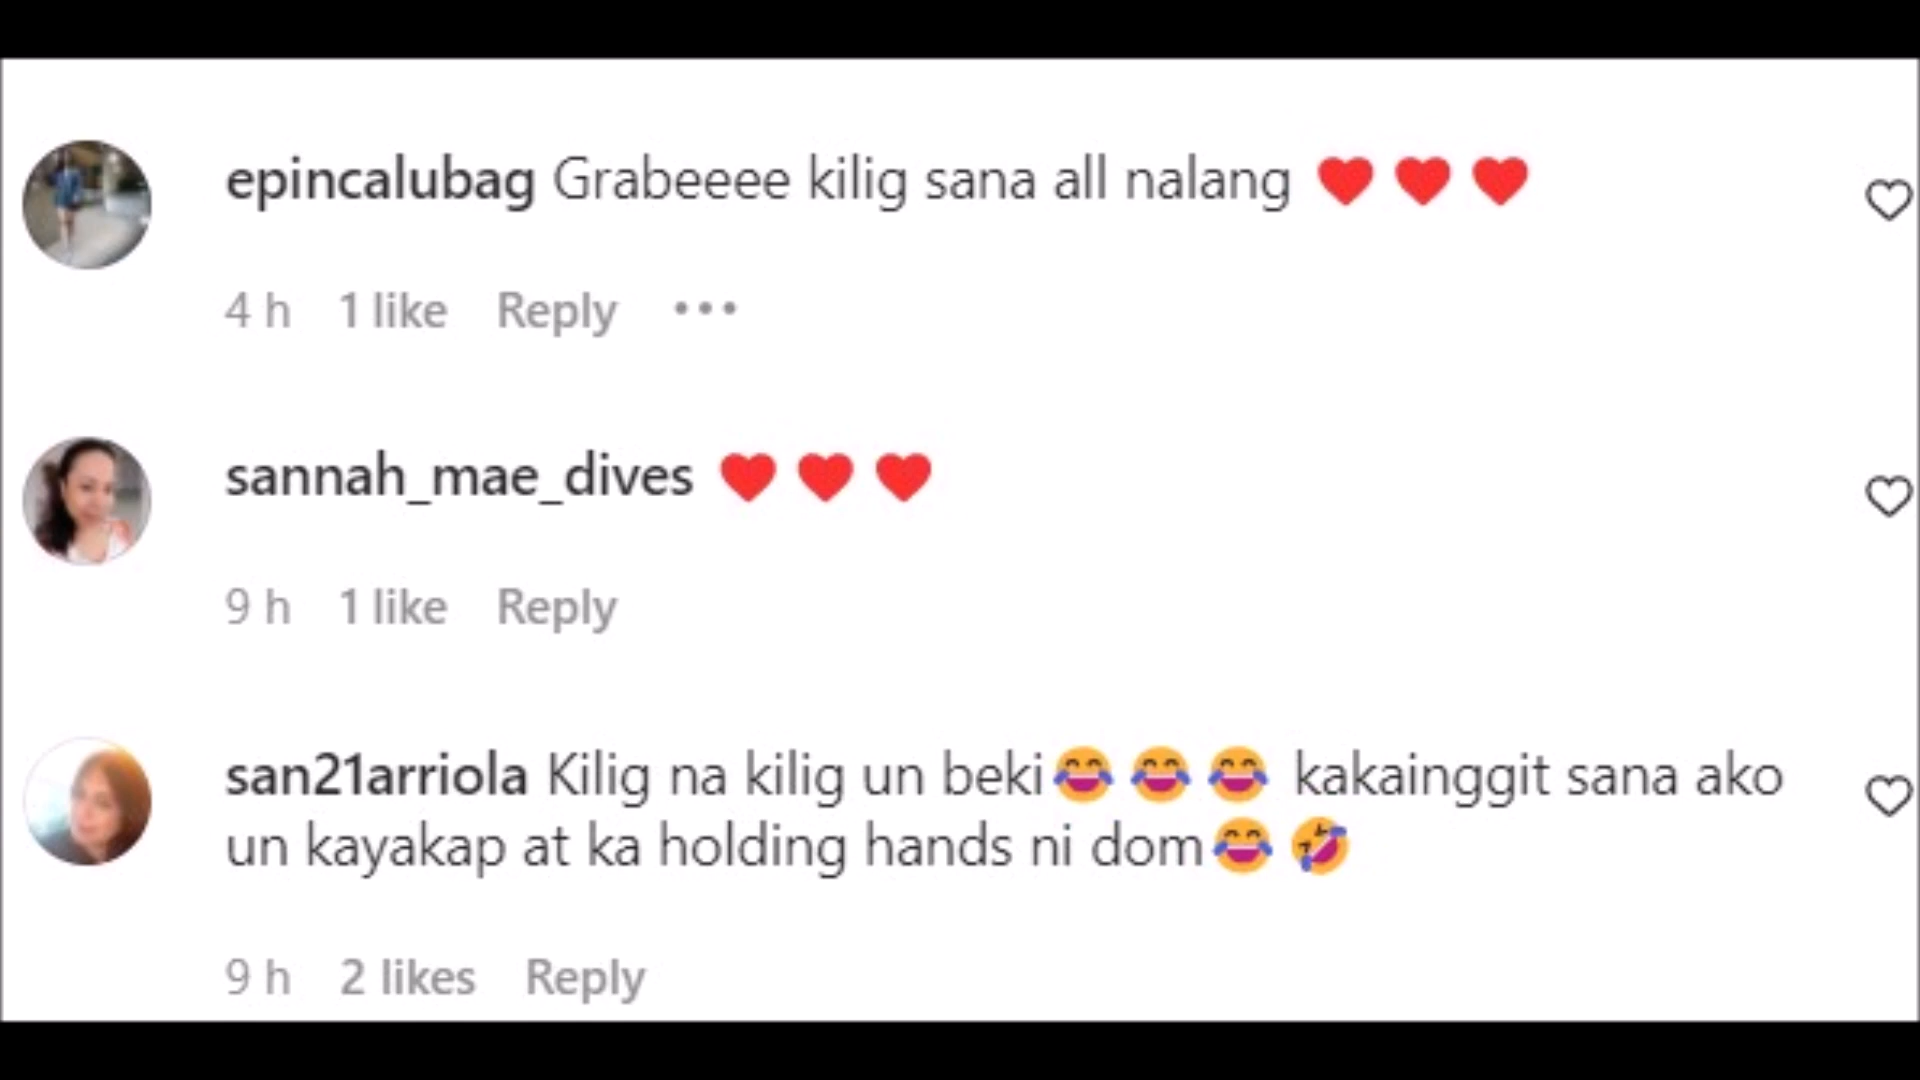 epincalubag Grabeeee kilig sana all nalang ♥️♥️♥️
4 h 1 like Reply •••
sannah_mae_dives ♥️♥️♥️
9 h 1 like Reply
san21arriola Kilig na kilig un beki😂😂😂 kakainggit sana ako
un kayakap at ka holding hands ni dom😂🤣
9 h 2 likes Reply